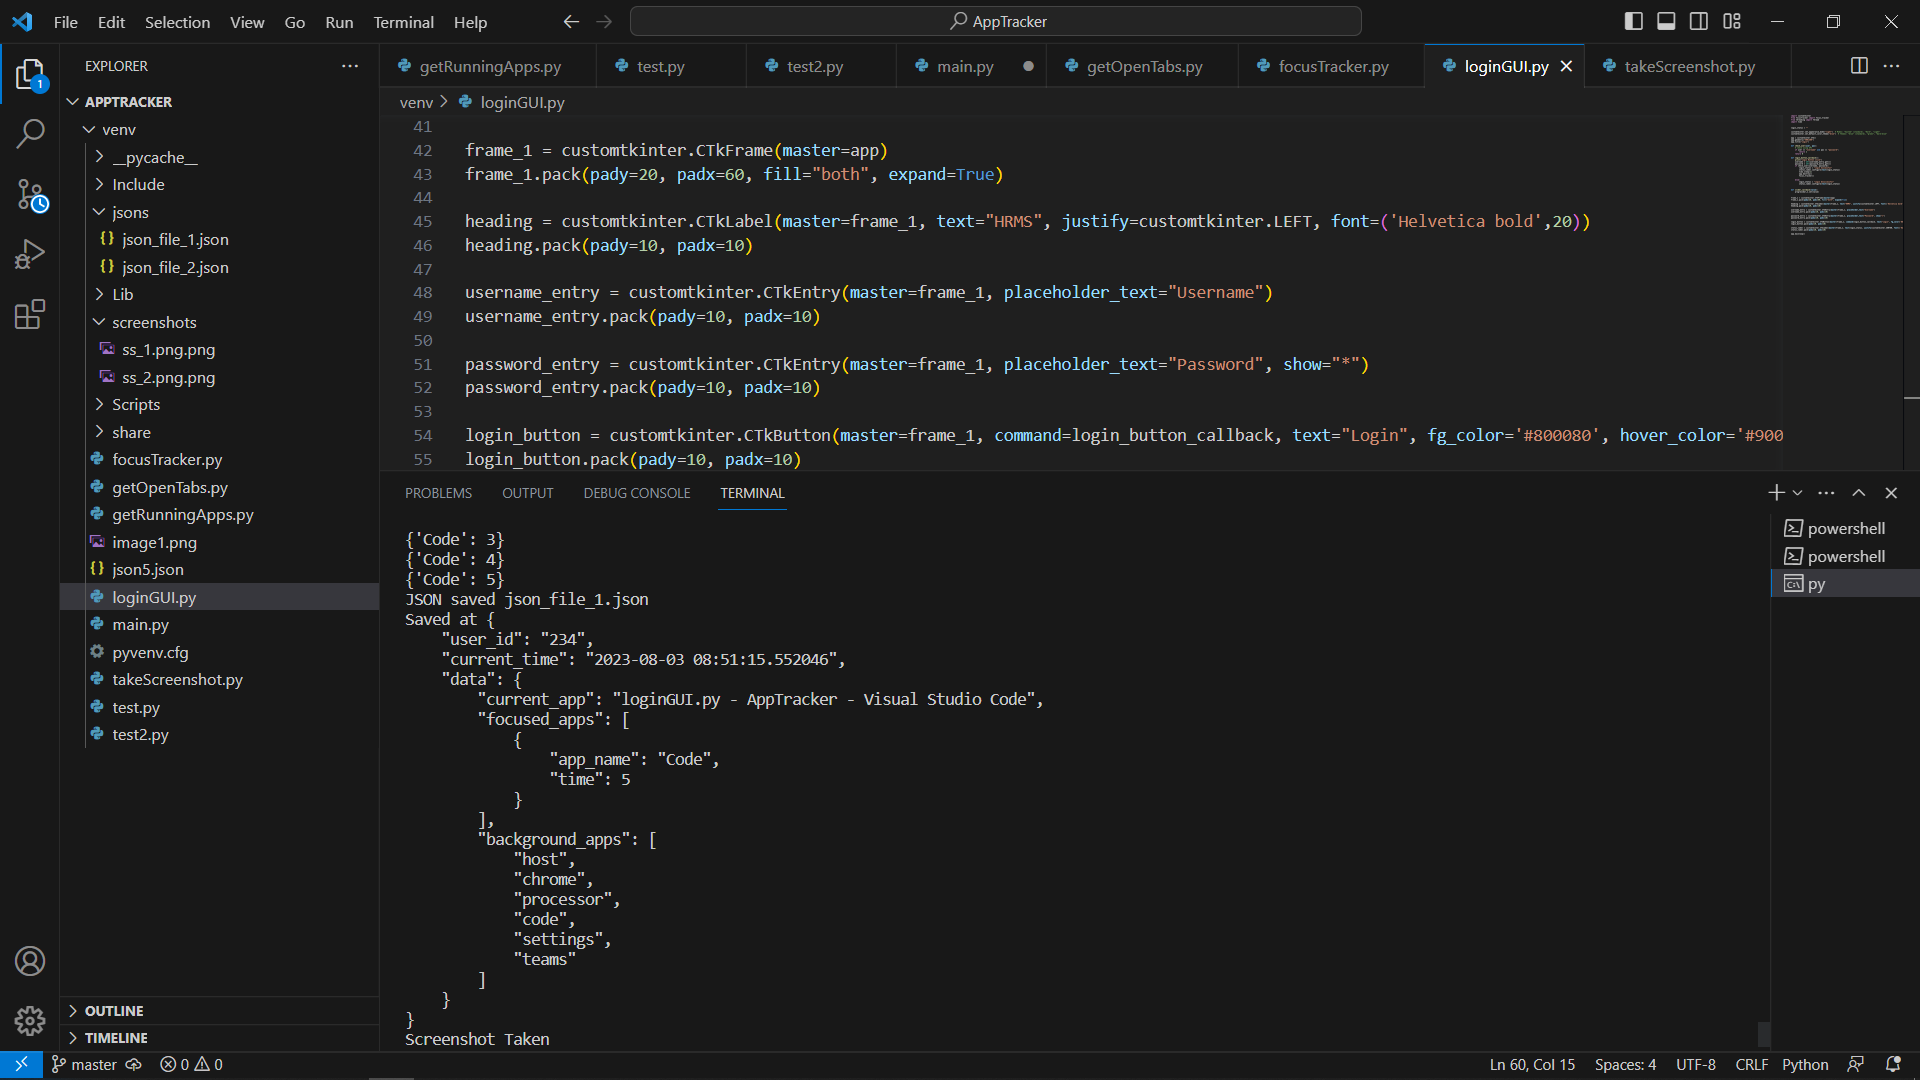 File Edit Selection View Go Run Terminal Help
AppTracker
EXPLORER
APPTRACKER
venv
__pycache__
Include
jsons
json_file_1.json
json_file_2.json
Lib
screenshots
ss_1.png.png
ss_2.png.png
Scripts
share
focusTracker.py
getOpenTabs.py
getRunningApps.py
image1.png
json5.json
loginGUI.py
main.py
pyvenv.cfg
takeScreenshot.py
test.py
test2.py
OUTLINE
TIMELINE
getRunningApps.py test.py test2.py main.py getOpenTabs.py focusTracker.py loginGUI.py takeScreenshot.py
venv > loginGUI.py
41
42 frame_1 = customtkinter.CTkFrame(master=app)
43 frame_1.pack(pady=20, padx=60, fill="both", expand=True)
44
45 heading = customtkinter.CTkLabel(master=frame_1, text="HRMS", justify=customtkinter.LEFT, font=('Helvetica bold',20))
46 heading.pack(pady=10, padx=10)
47
48 username_entry = customtkinter.CTkEntry(master=frame_1, placeholder_text="Username")
49 username_entry.pack(pady=10, padx=10)
50
51 password_entry = customtkinter.CTkEntry(master=frame_1, placeholder_text="Password", show="*")
52 password_entry.pack(pady=10, padx=10)
53
54 login_button = customtkinter.CTkButton(master=frame_1, command=login_button_callback, text="Login", fg_color='#800080', hover_color='#900
55 login_button.pack(pady=10, padx=10)
PROBLEMS OUTPUT DEBUG CONSOLE TERMINAL
{'Code': 3}
{'Code': 4}
{'Code': 5}
JSON saved json_file_1.json
Saved at {
    "user_id": "234",
    "current_time": "2023-08-03 08:51:15.552046",
    "data": {
        "current_app": "loginGUI.py - AppTracker - Visual Studio Code",
        "focused_apps": [
            {
                "app_name": "Code",
                "time": 5
            }
        ],
        "background_apps": [
            "host",
            "chrome",
            "processor",
            "code",
            "settings",
            "teams"
        ]
    }
}
Screenshot Taken
powershell
powershell
py
1
master 0 0 Ln 60, Col 15 Spaces: 4 UTF-8 CRLF Python